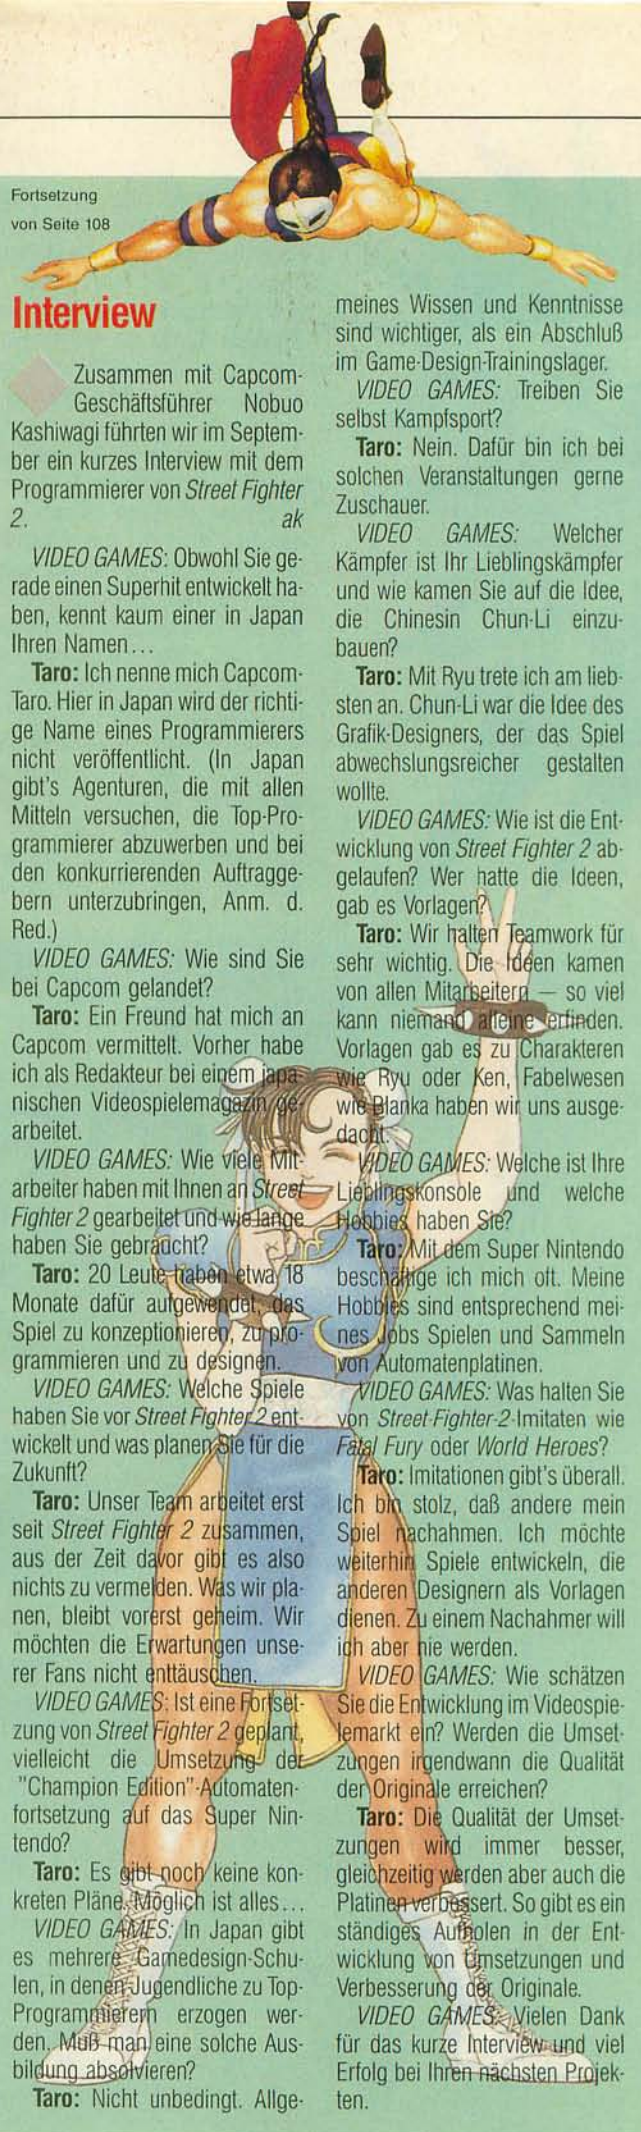 Fortsetzung
von Seite 108
Interview
Zusammen mit Capcom-
Geschäftsführer Nobuo
Kashiwagi führten wir im Septem-
ber ein kurzes Interview mit dem
Programmierer von Street Fighter
2. ak
VIDEO GAMES: Obwohl Sie ge-
rade einen Superhit entwickelt ha-
ben, kennt kaum einer in Japan
Ihren Namen...
Taro: Ich nenne mich Capcom-
Taro. Hier in Japan wird der richti-
ge Name eines Programmierers
nicht veröffentlicht. (In Japan
gibt's Agenturen, die mit allen
Mitteln versuchen, die Top-Pro-
grammierer abzuwerben und bei
den konkurrierenden Auftragge-
bern unterzubringen, Anm. d.
Red.)
VIDEO GAMES: Wie sind Sie
bei Capcom gelandet?
Taro: Ein Freund hat mich an
Capcom vermittelt. Vorher habe
ich als Redakteur bei einem japa-
nischen Videospielemagazin ge-
arbeitet.
VIDEO GAMES: Wie viele Mit-
arbeiter haben mit Ihnen an Street
Fighter 2 gearbeitet und wie lange
haben Sie gebraucht?
Taro: 20 Leute haben etwa 18
Monate dafür aufgewendet, das
Spiel zu konzeptionieren, zu pro-
grammieren und zu designen.
VIDEO GAMES: Welche Spiele
haben Sie vor Street Fighter 2 ent-
wickelt und was planen Sie für die
Zukunft?
Taro: Unser Team arbeitet erst
seit Street Fighter 2 zusammen,
aus der Zeit davor gibt es also
nichts zu vermelden. Was wir pla-
nen, bleibt vorerst geheim. Wir
möchten die Erwartungen unse-
rer Fans nicht enttäuschen.
VIDEO GAMES: Ist eine Fortset-
zung von Street Fighter 2 geplant,
vielleicht die Umsetzung der
"Champion Edition"-Automaten-
fortsetzung auf das Super Nin-
tendo?
Taro: Es gibt noch keine kon-
kreten Pläne. Möglich ist alles...
VIDEO GAMES: In Japan gibt
es mehrere Gamedesign-Schu-
len, in denen Jugendliche zu Top-
Programmierern erzogen wer-
den. Muß man eine solche Aus-
bildung absolvieren?
Taro: Nicht unbedingt. Allge-
meines Wissen und Kenntnisse
sind wichtiger, als ein Abschluß
im Game-Design-Trainingslager.
VIDEO GAMES: Treiben Sie
selbst Kampfsport?
Taro: Nein. Dafür bin ich bei
solchen Veranstaltungen gerne
Zuschauer.
VIDEO GAMES: Welcher
Kämpfer ist Ihr Lieblingskämpfer
und wie kamen Sie auf die Idee,
die Chinesin Chun-Li einzu-
bauen?
Taro: Mit Ryu trete ich am lieb-
sten an. Chun-Li war die Idee des
Grafik-Designers, der das Spiel
abwechslungsreicher gestalten
wollte.
VIDEO GAMES: Wie ist die Ent-
wicklung von Street Fighter 2 ab-
gelaufen? Wer hatte die Ideen,
gab es Vorlagen?
Taro: Wir halten Teamwork für
sehr wichtig. Die Ideen kamen
von allen Mitarbeitern — so viel
kann niemand alleine erfinden.
Vorlagen gab es zu Charakteren
wie Ryu oder Ken, Fabelwesen
wie Blanka haben wir uns ausge-
dacht.
VIDEO GAMES: Welche ist Ihre
Lieblingskonsole und welche
Hobbies haben Sie?
Taro: Mit dem Super Nintendo
beschäftige ich mich oft. Meine
Hobbies sind entsprechend mei-
nes Jobs Spielen und Sammeln
von Automatenplatinen.
VIDEO GAMES: Was halten Sie
von Street-Fighter-2-Imitaten wie
Fatal Fury oder World Heroes?
Taro: Imitationen gibt's überall.
Ich bin stolz, daß andere mein
Spiel nachahmen. Ich möchte
weiterhin Spiele entwickeln, die
anderen Designern als Vorlagen
dienen. Zu einem Nachahmer will
ich aber nie werden.
VIDEO GAMES: Wie schätzen
Sie die Entwicklung im Videospie-
lemarkt ein? Werden die Umset-
zungen irgendwann die Qualität
der Originale erreichen?
Taro: Die Qualität der Umset-
zungen wird immer besser,
gleichzeitig werden aber auch die
Platinen verbessert. So gibt es ein
ständiges Aufholen in der Ent-
wicklung von Umsetzungen und
Verbesserung der Originale.
VIDEO GAMES: Vielen Dank
für das kurze Interview und viel
Erfolg bei Ihren nächsten Projek-
ten.